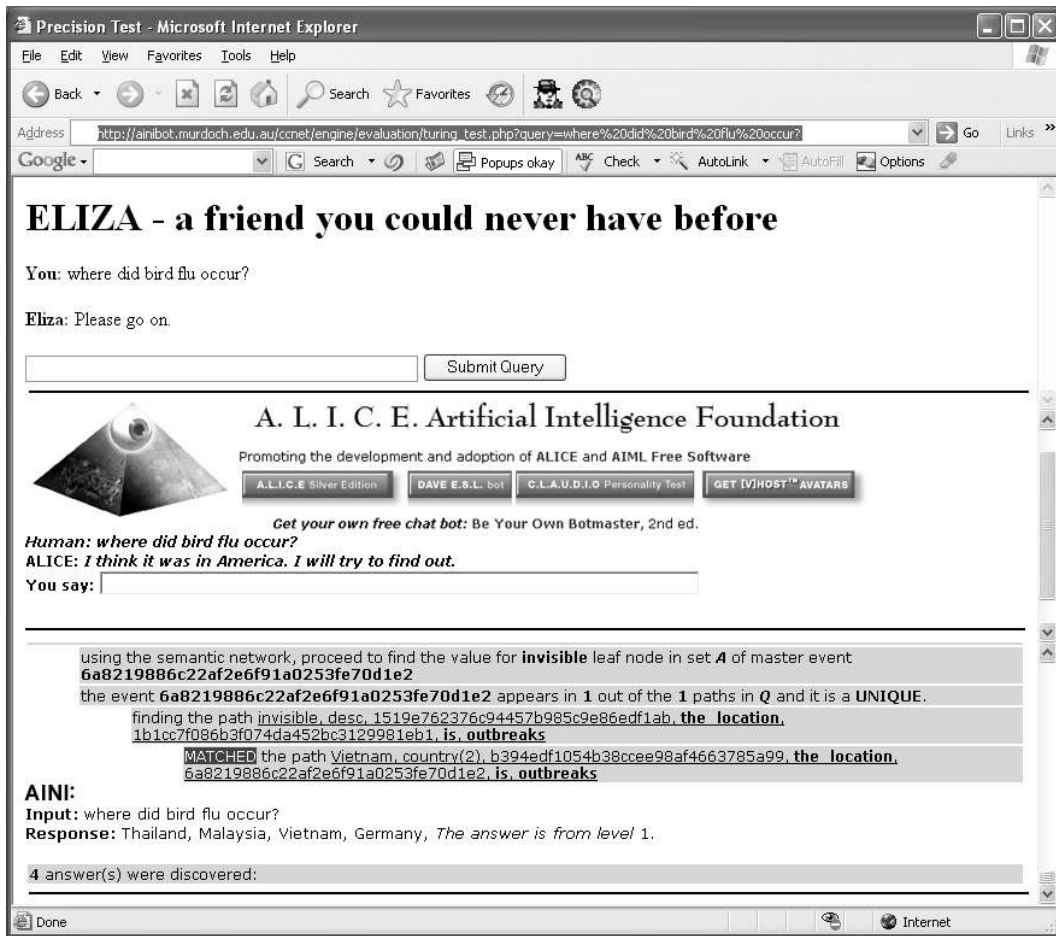 Precision Test - Microsoft Internet Explorer
File Edit View Favorites Tools Help
Back Search Favorites
Address http://ainibot.murdoch.edu.au/ccnet/engine/evaluation/turing_test.php?query=where%20did%20bird%20flu%20occur? Go Links »
Google Search Popups okay ABC Check AutoLink AutoFill Options
ELIZA - a friend you could never have before
You: where did bird flu occur?
Eliza: Please go on.
Submit Query
A. L. I. C. E. Artificial Intelligence Foundation
Promoting the development and adoption of ALICE and AIML Free Software
A.L.I.C.E Silver Edition DAVE E.S.L. bot C.L.A.U.D.I.O Personality Test GET [V]HOST™ AVATARS
Get your own free chat bot: Be Your Own Botmaster, 2nd ed.
Human: where did bird flu occur?
ALICE: I think it was in America. I will try to find out.
You say:
using the semantic network, proceed to find the value for invisible leaf node in set A of master event
6a8219886c22af2e6f91a0253fe70d1e2
the event 6a8219886c22af2e6f91a0253fe70d1e2 appears in 1 out of the 1 paths in Q and it is a UNIQUE.
finding the path invisible, desc, 1519e762376c94457b985c9e86edf1ab, the_location,
1b1cc7f086b3f074da452bc3129981eb1, is, outbreaks
MATCHED the path Vietnam, country(2), b394edf1054b38ccee98af4663785a99, the_location,
6a8219886c22af2e6f91a0253fe70d1e2, is, outbreaks
AINI:
Input: where did bird flu occur?
Response: Thailand, Malaysia, Vietnam, Germany, The answer is from level 1.
4 answer(s) were discovered:
Done Internet